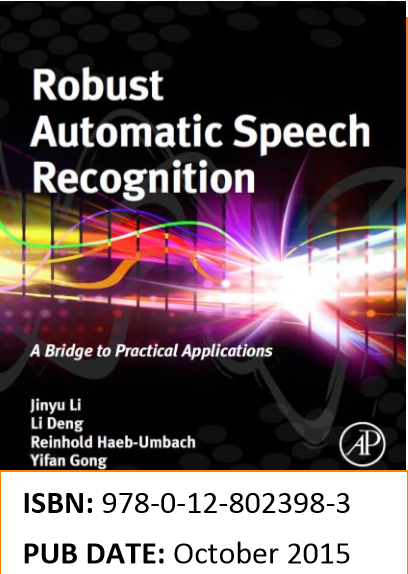 Robust
Automatic Speech
Recognition
A Bridge to Practical Applications
Jinyu Li
Li Deng
Reinhold Haeb-Umbach
Yifan Gong
AP
ISBN: 978-0-12-802398-3
PUB DATE: October 2015